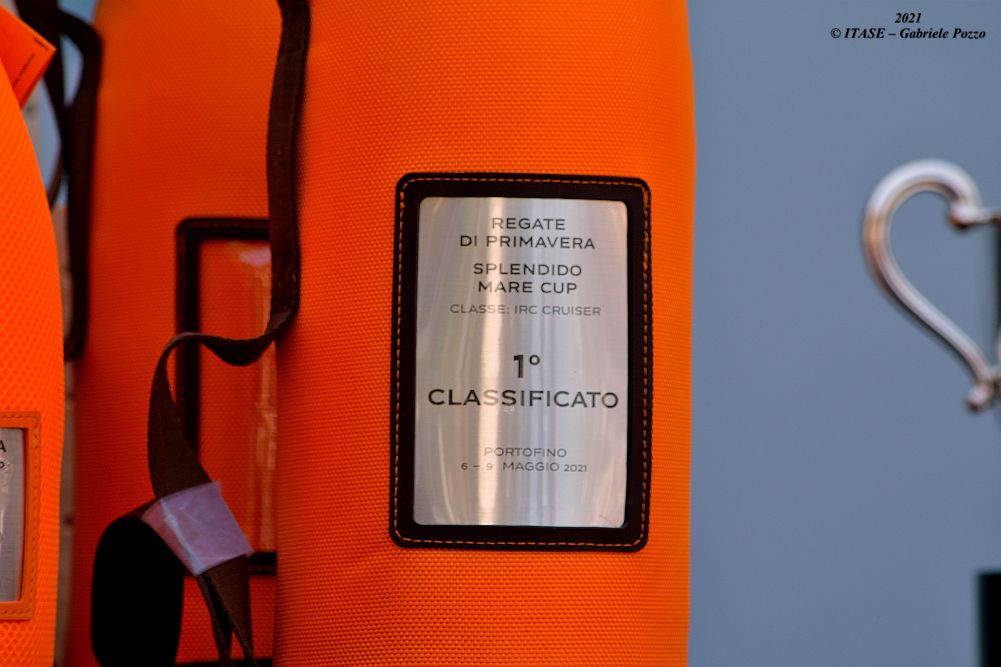 2021
© ITASE – Gabriele Pozzo
REGATE
DI PRIMAVERA
SPLENDIDO
MARE CUP
CLASSE: IRC CRUISER
1°
CLASSIFICATO
PORTOFINO
6 – 9 MAGGIO 2021